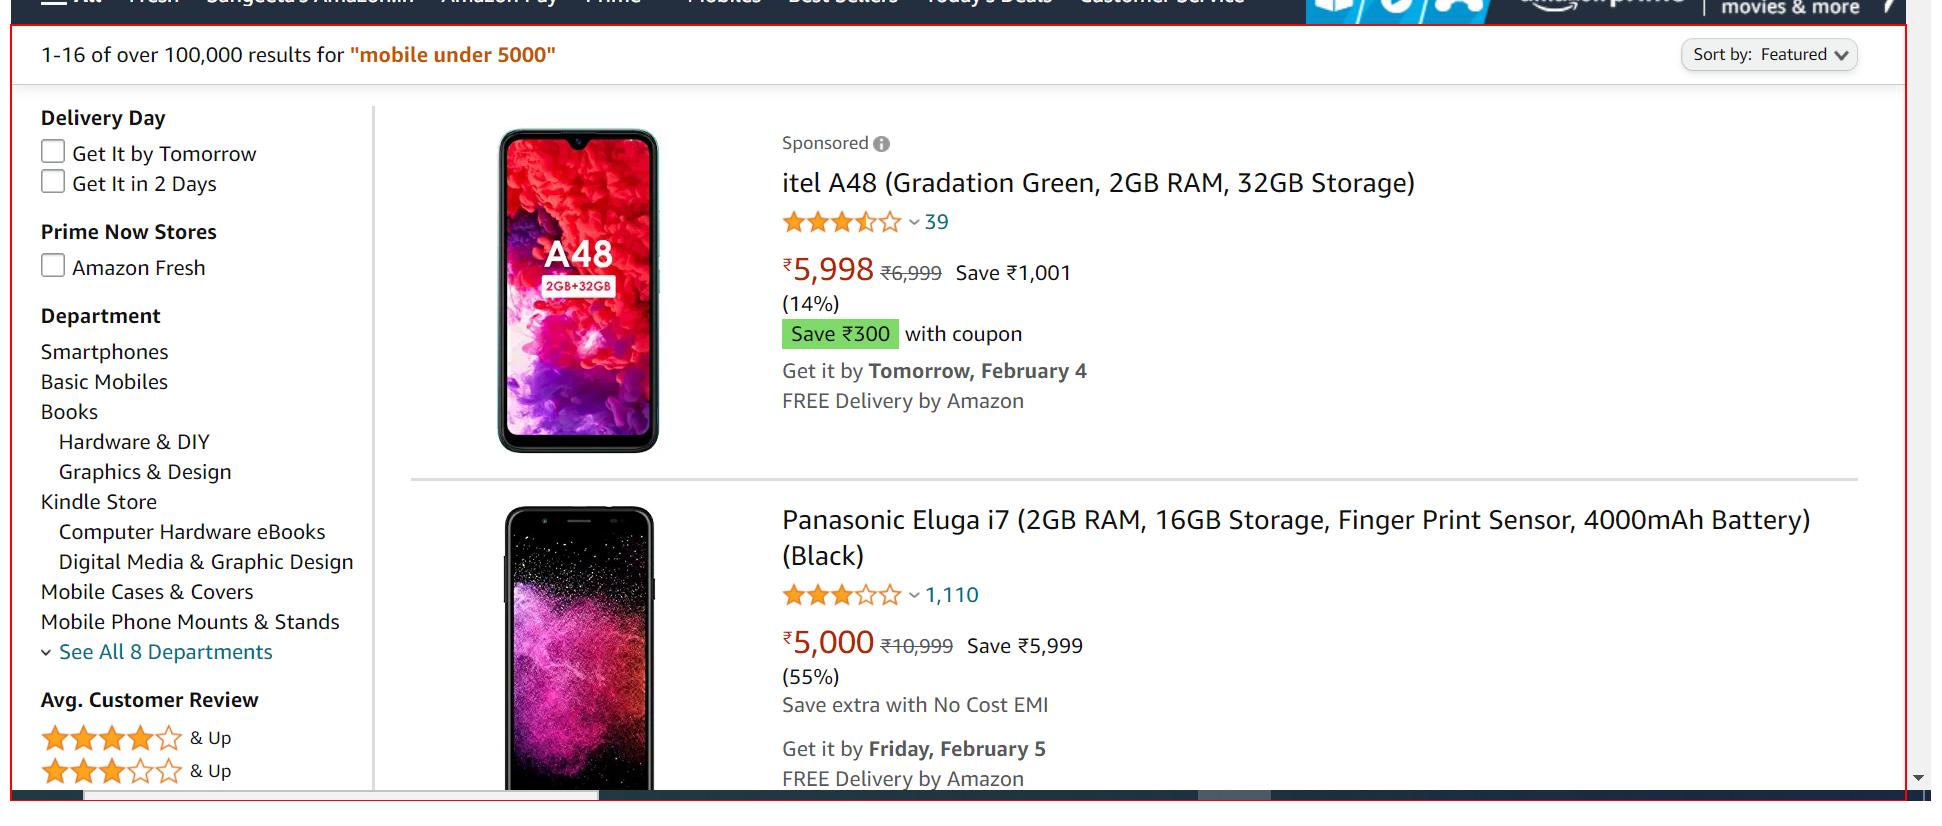 All Fresh Sangeeta's Amazon.in Amazon Pay Prime Mobiles Best Sellers Today's Deals Customer Service
movies & more
1-16 of over 100,000 results for "mobile under 5000"
Sort by: Featured
Delivery Day
Get It by Tomorrow
Get It in 2 Days
Prime Now Stores
Amazon Fresh
Department
Smartphones
Basic Mobiles
Books
Hardware & DIY
Graphics & Design
Kindle Store
Computer Hardware eBooks
Digital Media & Graphic Design
Mobile Cases & Covers
Mobile Phone Mounts & Stands
See All 8 Departments
Avg. Customer Review
& Up
& Up
A48
2GB+32GB
Sponsored
itel A48 (Gradation Green, 2GB RAM, 32GB Storage)
39
₹5,998 ₹6,999 Save ₹1,001
(14%)
Save ₹300 with coupon
Get it by Tomorrow, February 4
FREE Delivery by Amazon
Panasonic Eluga i7 (2GB RAM, 16GB Storage, Finger Print Sensor, 4000mAh Battery)
(Black)
1,110
₹5,000 ₹10,999 Save ₹5,999
(55%)
Save extra with No Cost EMI
Get it by Friday, February 5
FREE Delivery by Amazon